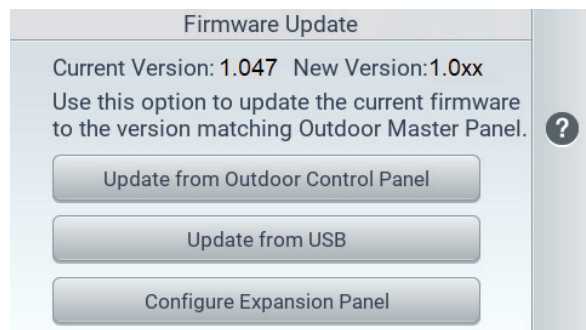 Firmware Update
Current Version: 1.047 New Version:1.0xx
Use this option to update the current firmware
to the version matching Outdoor Master Panel.
?
Update from Outdoor Control Panel
Update from USB
Configure Expansion Panel